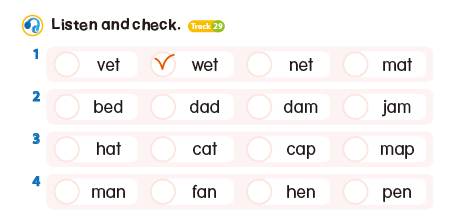 Listen and check. Track 29
1 vet wet net mat
2 bed dad dam jam
3 hat cat cap map
4 man fan hen pen